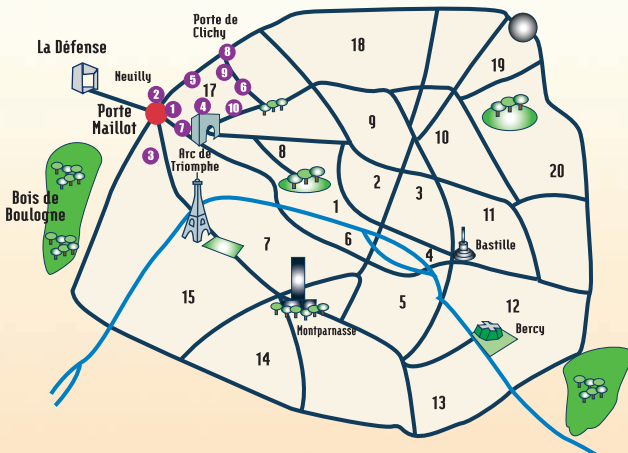 Porte de
Clichy
18
La Défense
8
19
Neuilly
5
9
2
17
6
Porte
Maillot
1
4
10
7
9
10
3
Arc de
Triomphe
8
20
2
3
Bois de
Boulogne
1
11
7
6
Bastille
4
15
5
12
Bercy
Montparnasse
14
13